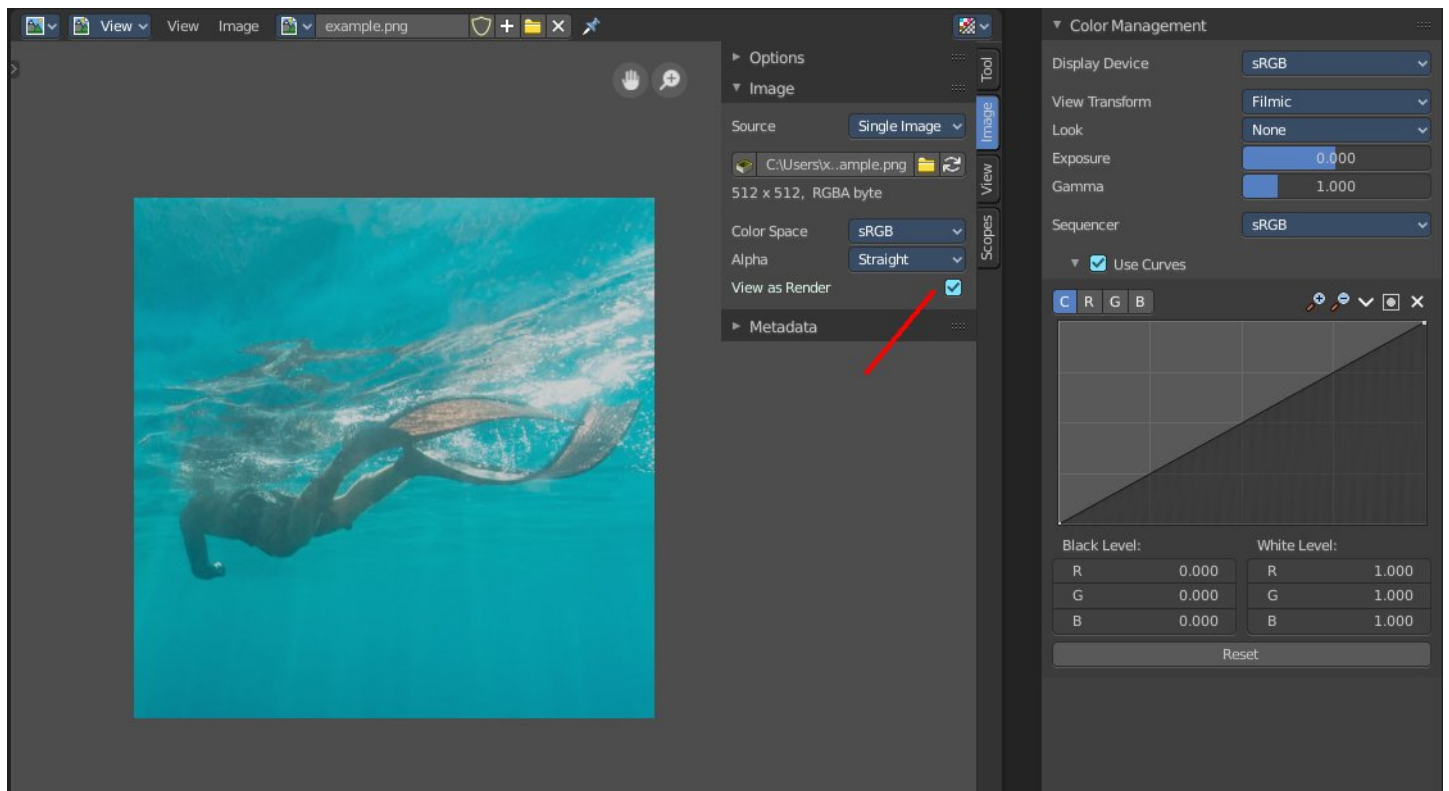 View View Image example.png
Options
Image
Source Single Image
C:\Users\x..ample.png
512 x 512, RGBA byte
Color Space sRGB
Alpha Straight
View as Render
Metadata
Tool
Image
View
Scopes
Color Management
Display Device sRGB
View Transform Filmic
Look None
Exposure 0.000
Gamma 1.000
Sequencer sRGB
Use Curves
C R G B
Black Level: White Level:
R 0.000 R 1.000
G 0.000 G 1.000
B 0.000 B 1.000
Reset